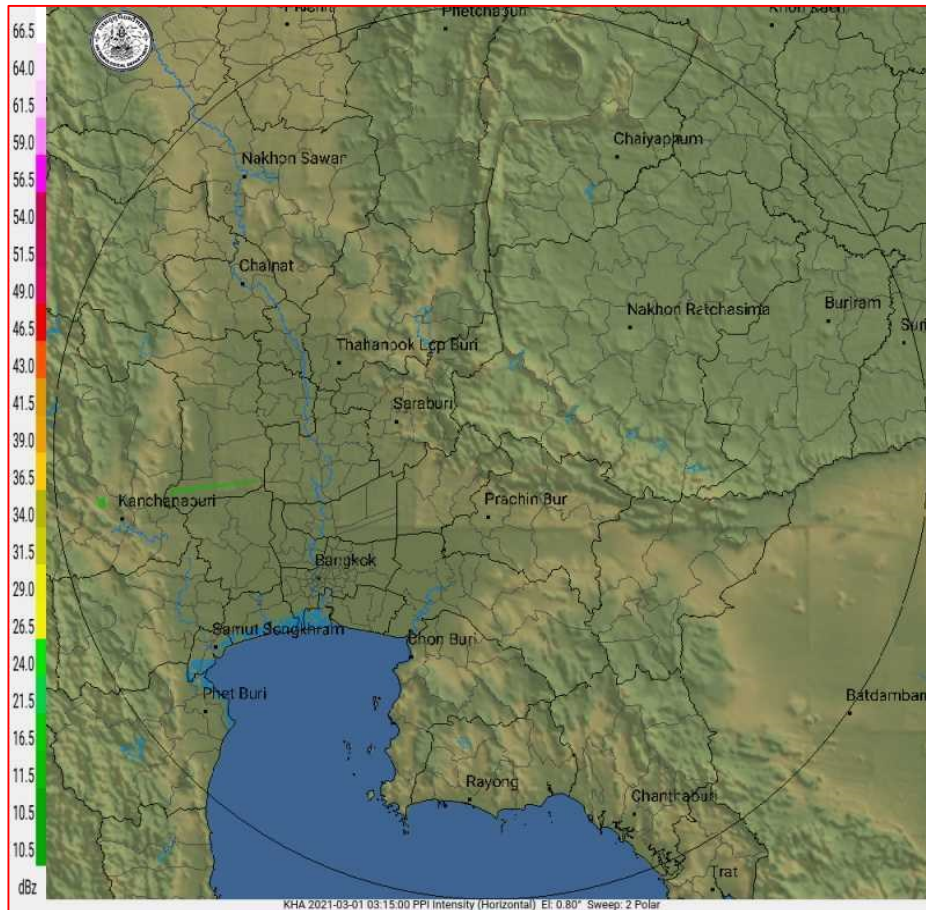 66.5
64.0
61.5
59.0
56.5
54.0
51.5
49.0
46.5
43.0
41.5
39.0
36.5
34.0
31.5
29.0
26.5
24.0
21.5
16.5
11.5
10.5
10.5
dBz
Phetchabun
Khon Kaen
Chaiyaphum
Nakhon Sawan
Chainat
Nakhon Ratchasima
Buriram
Suri
Thahanbok Lop Buri
Saraburi
Kanchanaburi
Prachin Bur
Bangkok
Samut Songkhram
Chon Buri
Phet Buri
Batdamban
Rayong
Chanthaburi
Trat
KHA 2021-03-01 03:15:00 PPI Intensity (Horizontal) El: 0.80° Sweep: 2 Polar